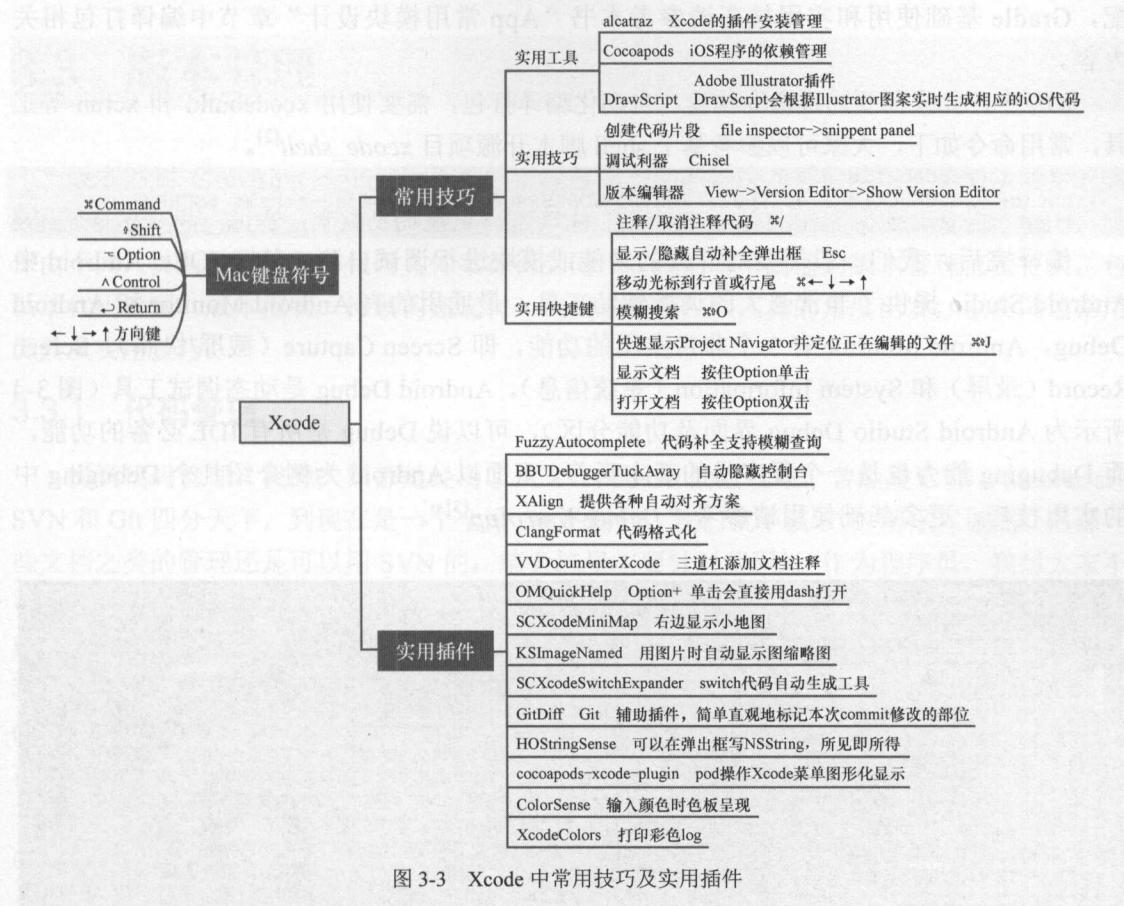 Xcode
常用技巧
实用工具
alcatraz Xcode的插件安装管理
Cocoapods iOS程序的依赖管理
Adobe Illustrator插件
DrawScript DrawScript会根据Illustrator图案实时生成相应的iOS代码
实用技巧
创建代码片段 file inspector->snippent panel
调试利器 Chisel
版本编辑器 View->Version Editor->Show Version Editor
实用快捷键
注释/取消注释代码 ⌘/
显示/隐藏自动补全弹出框 Esc
移动光标到行首或行尾 ⌘←↓→↑
模糊搜索 ⌘⇧O
快速显示Project Navigator并定位正在编辑的文件 ⌘⇧J
显示文档 按住Option单击
打开文档 按住Option双击
Mac键盘符号
⌘Command
⇧Shift
⌥Option
∧Control
↩Return
←↓→↑方向键
实用插件
FuzzyAutocomplete 代码补全支持模糊查询
BBUDebuggerTuckAway 自动隐藏控制台
XAlign 提供各种自动对齐方案
ClangFormat 代码格式化
VVDocumenterXcode 三道杠添加文档注释
OMQuickHelp Option+ 单击会直接用dash打开
SCXcodeMiniMap 右边显示小地图
KSImageNamed 用图片时自动显示图缩略图
SCXcodeSwitchExpander switch代码自动生成工具
GitDiff Git 辅助插件，简单直观地标记本次commit修改的部位
HOStringSense 可以在弹出框写NSString，所见即所得
cocoapods-xcode-plugin pod操作Xcode菜单图形化显示
ColorSense 输入颜色时色板呈现
XcodeColors 打印彩色log
图 3-3 Xcode 中常用技巧及实用插件